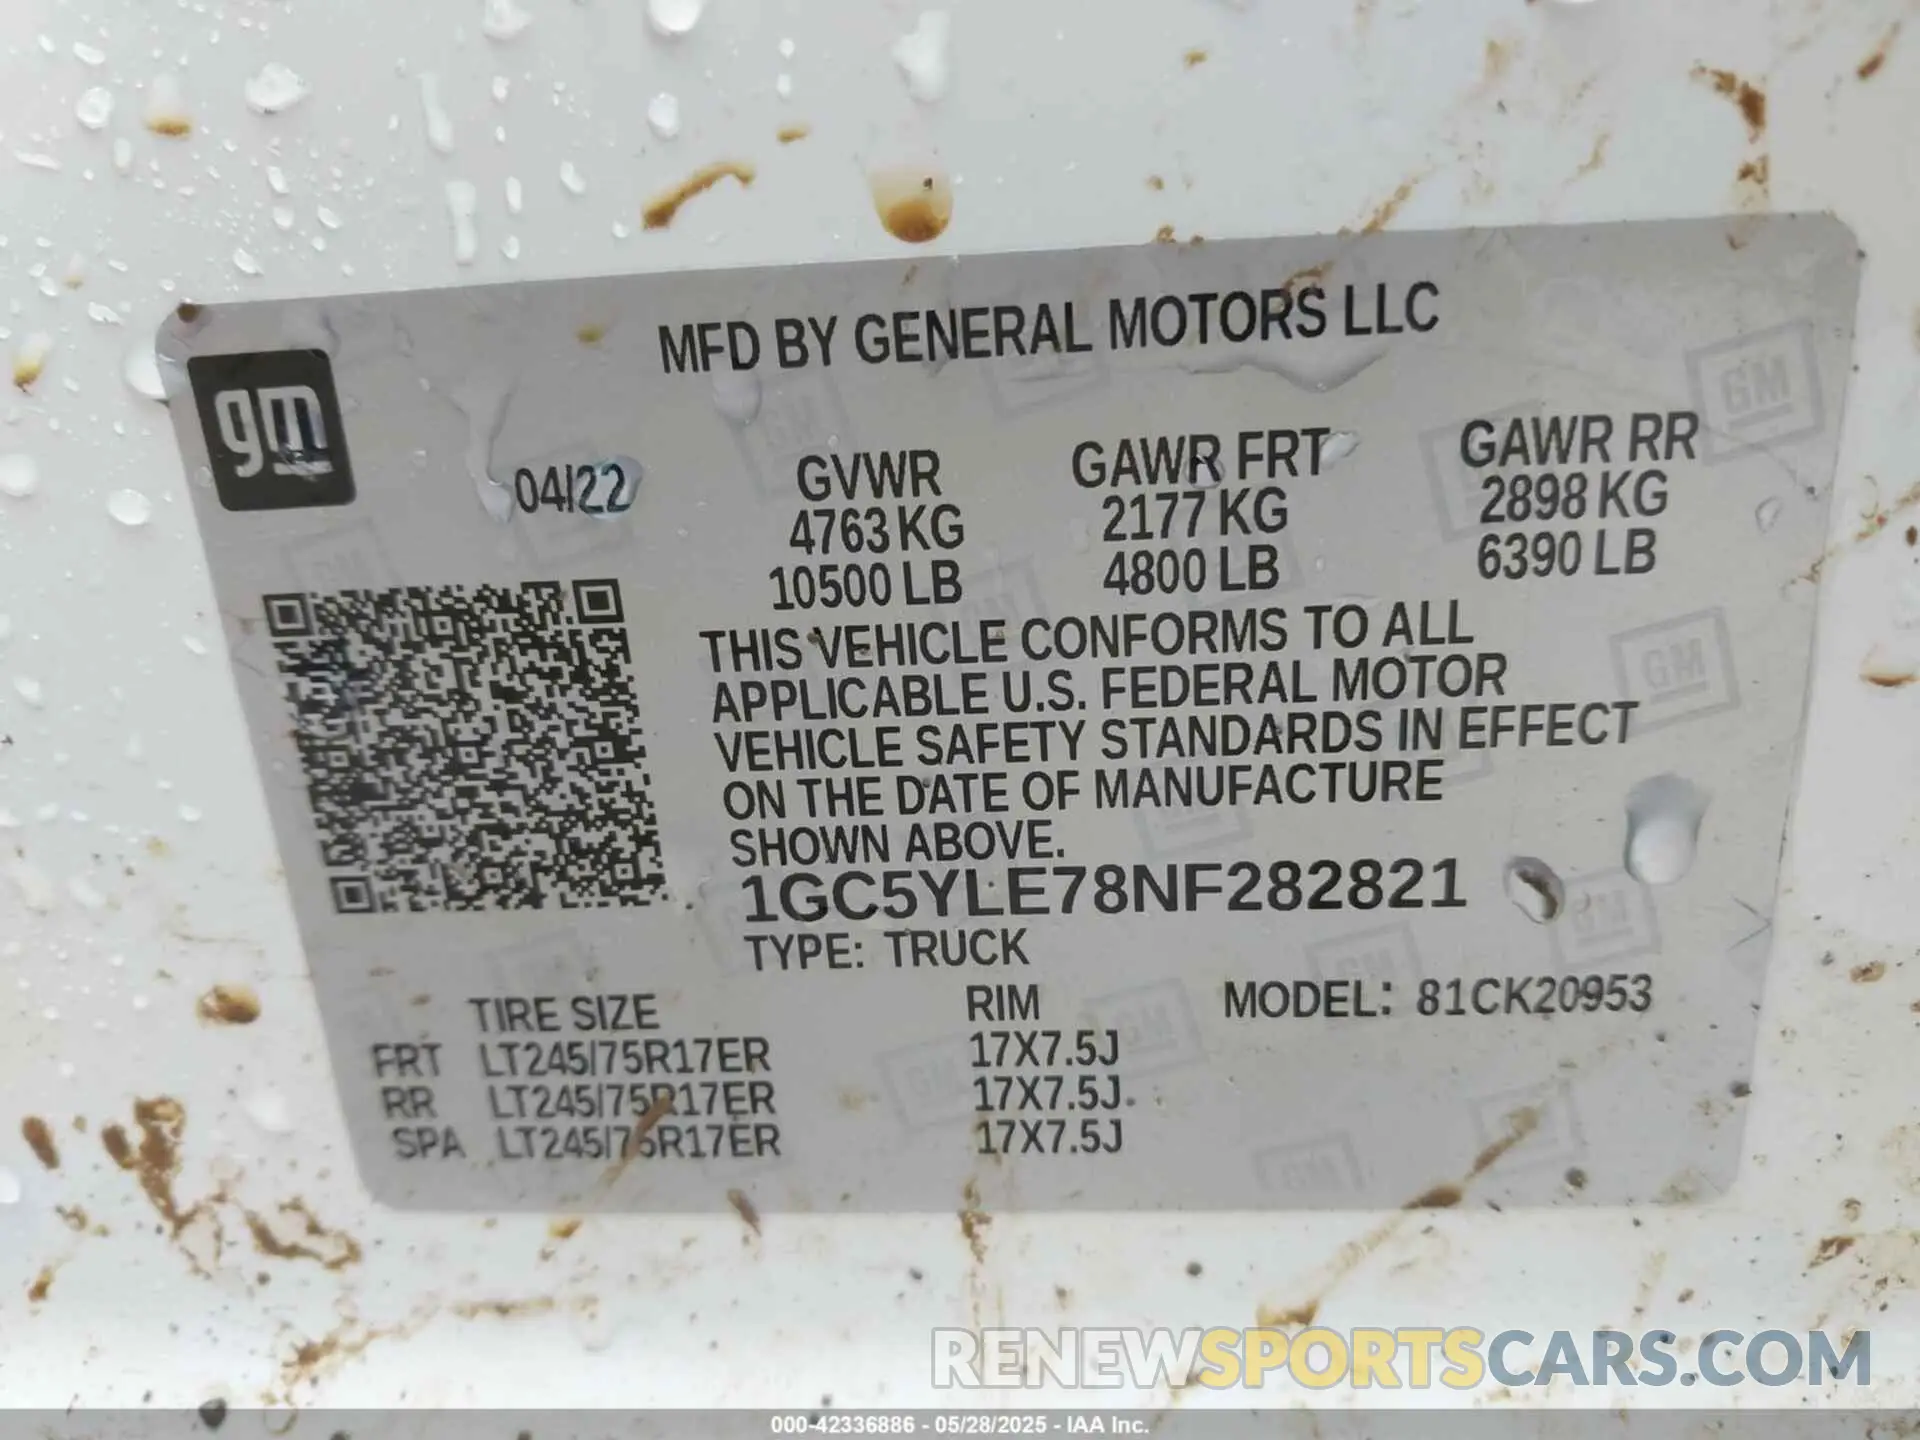 MFD BY GENERAL MOTORS LLC
gm
04/22
GVWR GAWR FRT GAWR RR
4763 KG 2177 KG 2898 KG
10500 LB 4800 LB 6390 LB
THIS VEHICLE CONFORMS TO ALL
APPLICABLE U.S. FEDERAL MOTOR
VEHICLE SAFETY STANDARDS IN EFFECT
ON THE DATE OF MANUFACTURE
SHOWN ABOVE.
1GC5YLE78NF282821
TYPE: TRUCK
TIRE SIZE RIM MODEL: 81CK20953
FRT LT245/75R17ER 17X7.5J
RR LT245/75R17ER 17X7.5J
SPA LT245/75R17ER 17X7.5J
RENEWSPORTSCARS.COM
000-42336886 - 05/28/2025 - IAA Inc.